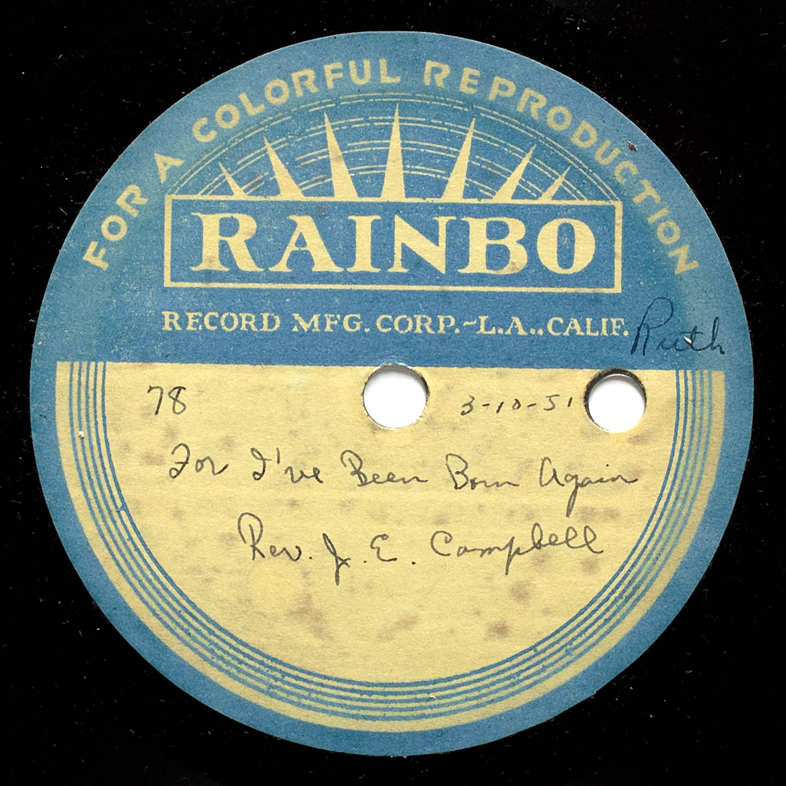 FOR A COLORFUL REPRODUCTION
RAINBO
RECORD MFG. CORP.~L.A.., CALIF.
Ruth
78 3-10-51
For I've Been Born Again
Rev. J. E. Campbell